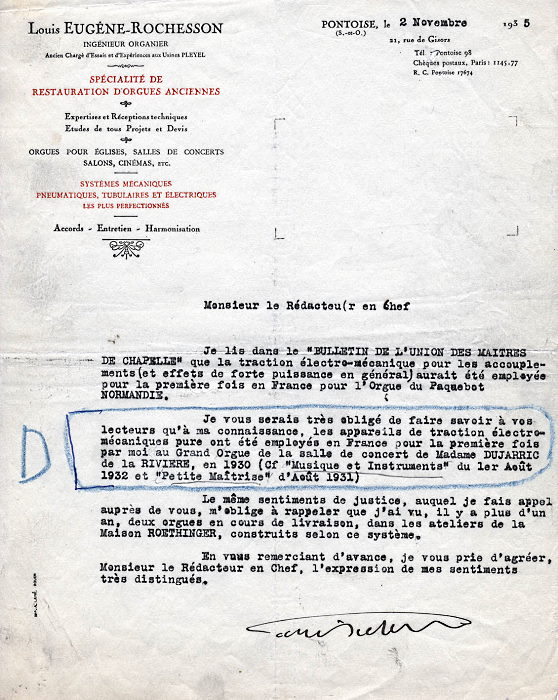 Louis EUGÉNE-ROCHESSON
INGÉNIEUR ORGANIER
Ancien Chargé d'Essais et d'Expériences aux Usines PLEYEL
SPÉCIALITÉ DE
RESTAURATION D'ORGUES ANCIENNES
Expertises et Réceptions techniques
Etudes de tous Projets et Devis
ORGUES POUR ÉGLISES, SALLES DE CONCERTS
SALONS, CINÉMAS, ETC.
SYSTÈMES MECANIQUES
PNEUMATIQUES, TUBULAIRES ET ÉLECTRIQUES
LES PLUS PERFECTIONNÉS
Accords - Entretien - Harmonisation
PONTOISE, le 2 Novembre 1935
(S.-et-O.)
21, rue de Gisors
Tél. : Pontoise 98
Chèques postaux, Paris : 1145-77
R. C. Pontoise 17674
Monsieur le Rédacteu(r en Chef
Je lis dans le "BULLETIN DE L'UNION DES MAITRES
DE CHAPELLE" que la traction électro-mécanique pour les accouple-
ments(et effets de forte puissance en général)aurait été employée
pour la première fois en France pour l'Orgue du Paquebot
NORMANDIE.
Je vous serais très obligé de faire savoir à vos
lecteurs qu'à ma connaissance, les appareils de traction électro-
mécaniques pure ont été employés en France pour la première fois
par moi au Grand Orgue de la salle de concert de Madame DUJARRIC
de la RIVIERE, en 1930 (Cf "Musique et Instruments" du 1er Août
1932 et "Petite Maîtrise" d'Août 1931)
D
Le même sentiments de justice, auquel je fais appel
auprès de vous, m'oblige à rappeler que j'ai vu, il y a plus d'un
an, deux orgues en cours de livraison, dans les ateliers de la
Maison ROETHINGER, construits selon ce système.
En vous remerciant d'avance, je vous prie d'agréer,
Monsieur le Rédacteur en Chef, l'expression de mes sentiments
très distingués.